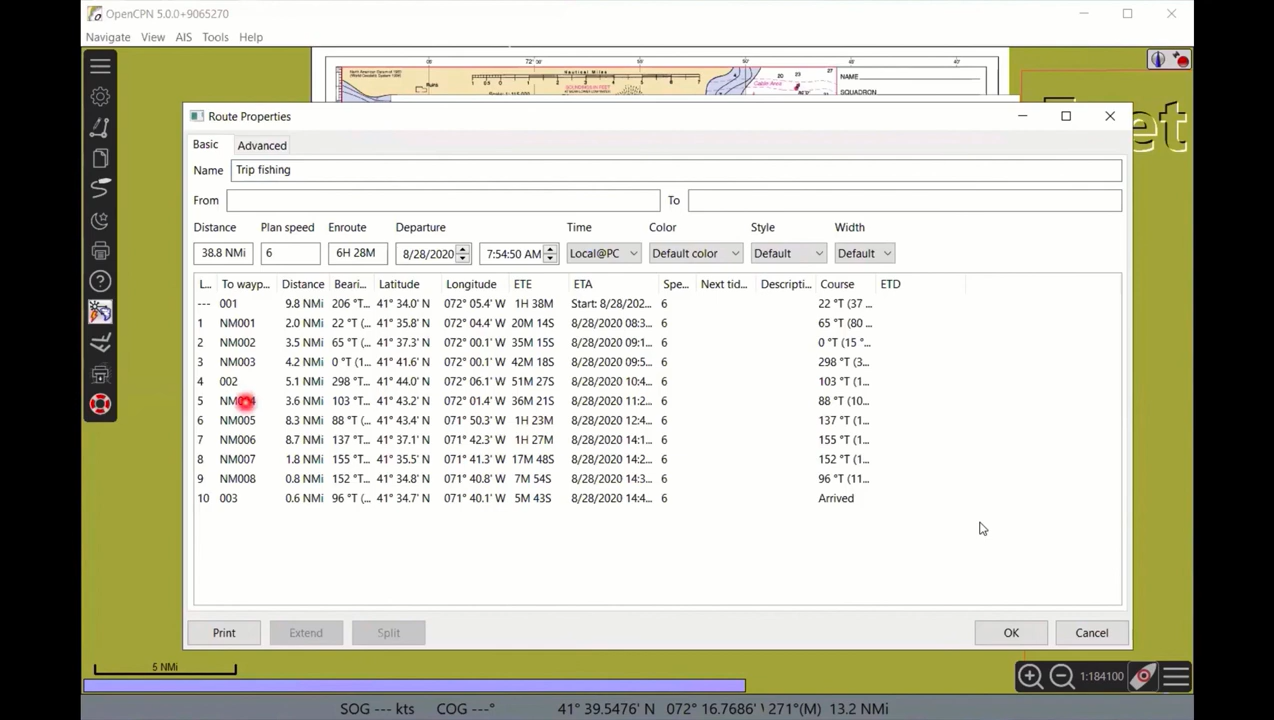 OpenCPN 5.0.0+9065270
Navigate View AIS Tools Help
Nautical Miles
NAME
SQUADRON
Route Properties
Basic Advanced
Name Trip fishing
From To
Distance Plan speed Enroute Departure Time Color Style Width
38.8 NMi 6 6H 28M 8/28/2020 7:54:50 AM Local@PC Default color Default Default
L... To wayp... Distance Beari... Latitude Longitude ETE ETA Spe... Next tid... Descripti... Course ETD
--- 001 9.8 NMi 206 °T... 41° 34.0' N 072° 05.4' W 1H 38M Start: 8/28/202... 6 22 °T (37 ...
1 NM001 2.0 NMi 22 °T (... 41° 35.8' N 072° 04.4' W 20M 14S 8/28/2020 08:3... 6 65 °T (80 ...
2 NM002 3.5 NMi 65 °T (... 41° 37.3' N 072° 00.1' W 35M 15S 8/28/2020 09:1... 6 0 °T (15 °...
3 NM003 4.2 NMi 0 °T (1... 41° 41.6' N 072° 00.1' W 42M 18S 8/28/2020 09:5... 6 298 °T (3...
4 002 5.1 NMi 298 °T... 41° 44.0' N 072° 06.1' W 51M 27S 8/28/2020 10:4... 6 103 °T (1...
5 3.6 NMi 103 °T... 41° 43.2' N 072° 01.4' W 36M 21S 8/28/2020 11:2... 6 88 °T (10...
6 NM005 8.3 NMi 88 °T (... 41° 43.4' N 071° 50.3' W 1H 23M 8/28/2020 12:4... 6 137 °T (1...
7 NM006 8.7 NMi 137 °T... 41° 37.1' N 071° 42.3' W 1H 27M 8/28/2020 14:1... 6 155 °T (1...
8 NM007 1.8 NMi 155 °T... 41° 35.5' N 071° 41.3' W 17M 48S 8/28/2020 14:2... 6 152 °T (1...
9 NM008 0.8 NMi 152 °T... 41° 34.8' N 071° 40.8' W 7M 54S 8/28/2020 14:3... 6 96 °T (11...
10 003 0.6 NMi 96 °T (... 41° 34.7' N 071° 40.1' W 5M 43S 8/28/2020 14:4... 6 Arrived
Print Extend Split OK Cancel
5 NMi
1:184100
SOG --- kts COG ---° 41° 39.5476' N 072° 16.7686' \ 271°(M) 13.2 NMi